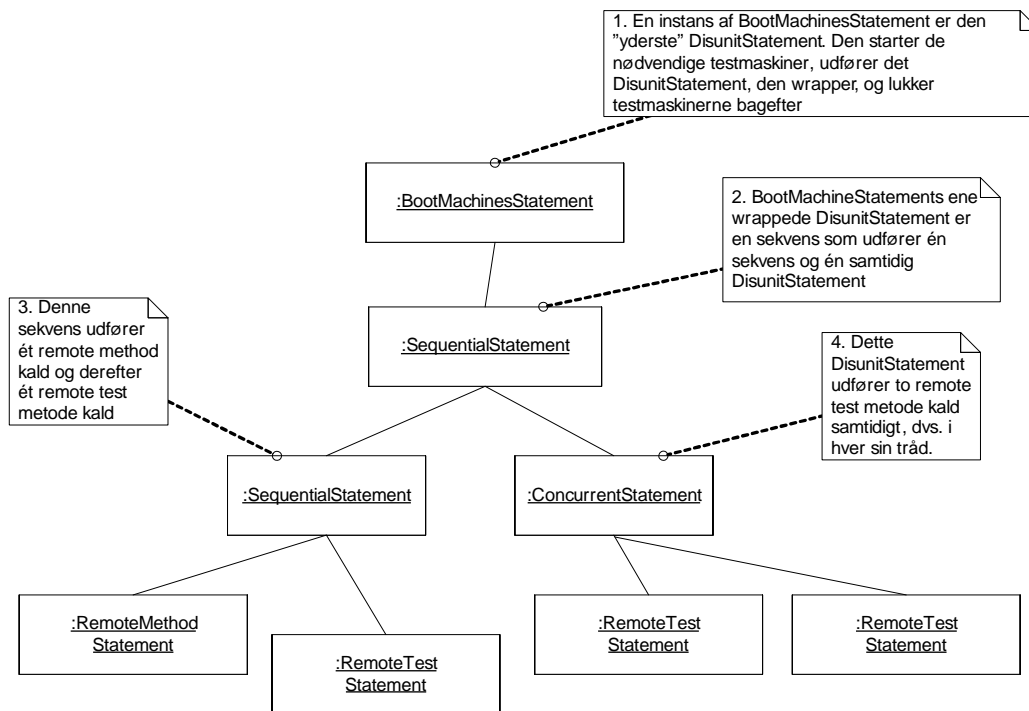 1. En instans af BootMachinesStatement er den
”yderste” DisunitStatement. Den starter de
nødvendige testmaskiner, udfører det
DisunitStatement, den wrapper, og lukker
testmaskinerne bagefter
:BootMachinesStatement
2. BootMachineStatements ene
wrappede DisunitStatement er
en sekvens som udfører én
sekvens og én samtidig
DisunitStatement
:SequentialStatement
3. Denne
sekvens udfører
ét remote method
kald og derefter
ét remote test
metode kald
4. Dette
DisunitStatement
udfører to remote
test metode kald
samtidigt, dvs. i
hver sin tråd.
:SequentialStatement
:ConcurrentStatement
:RemoteMethod
Statement
:RemoteTest
Statement
:RemoteTest
Statement
:RemoteTest
Statement